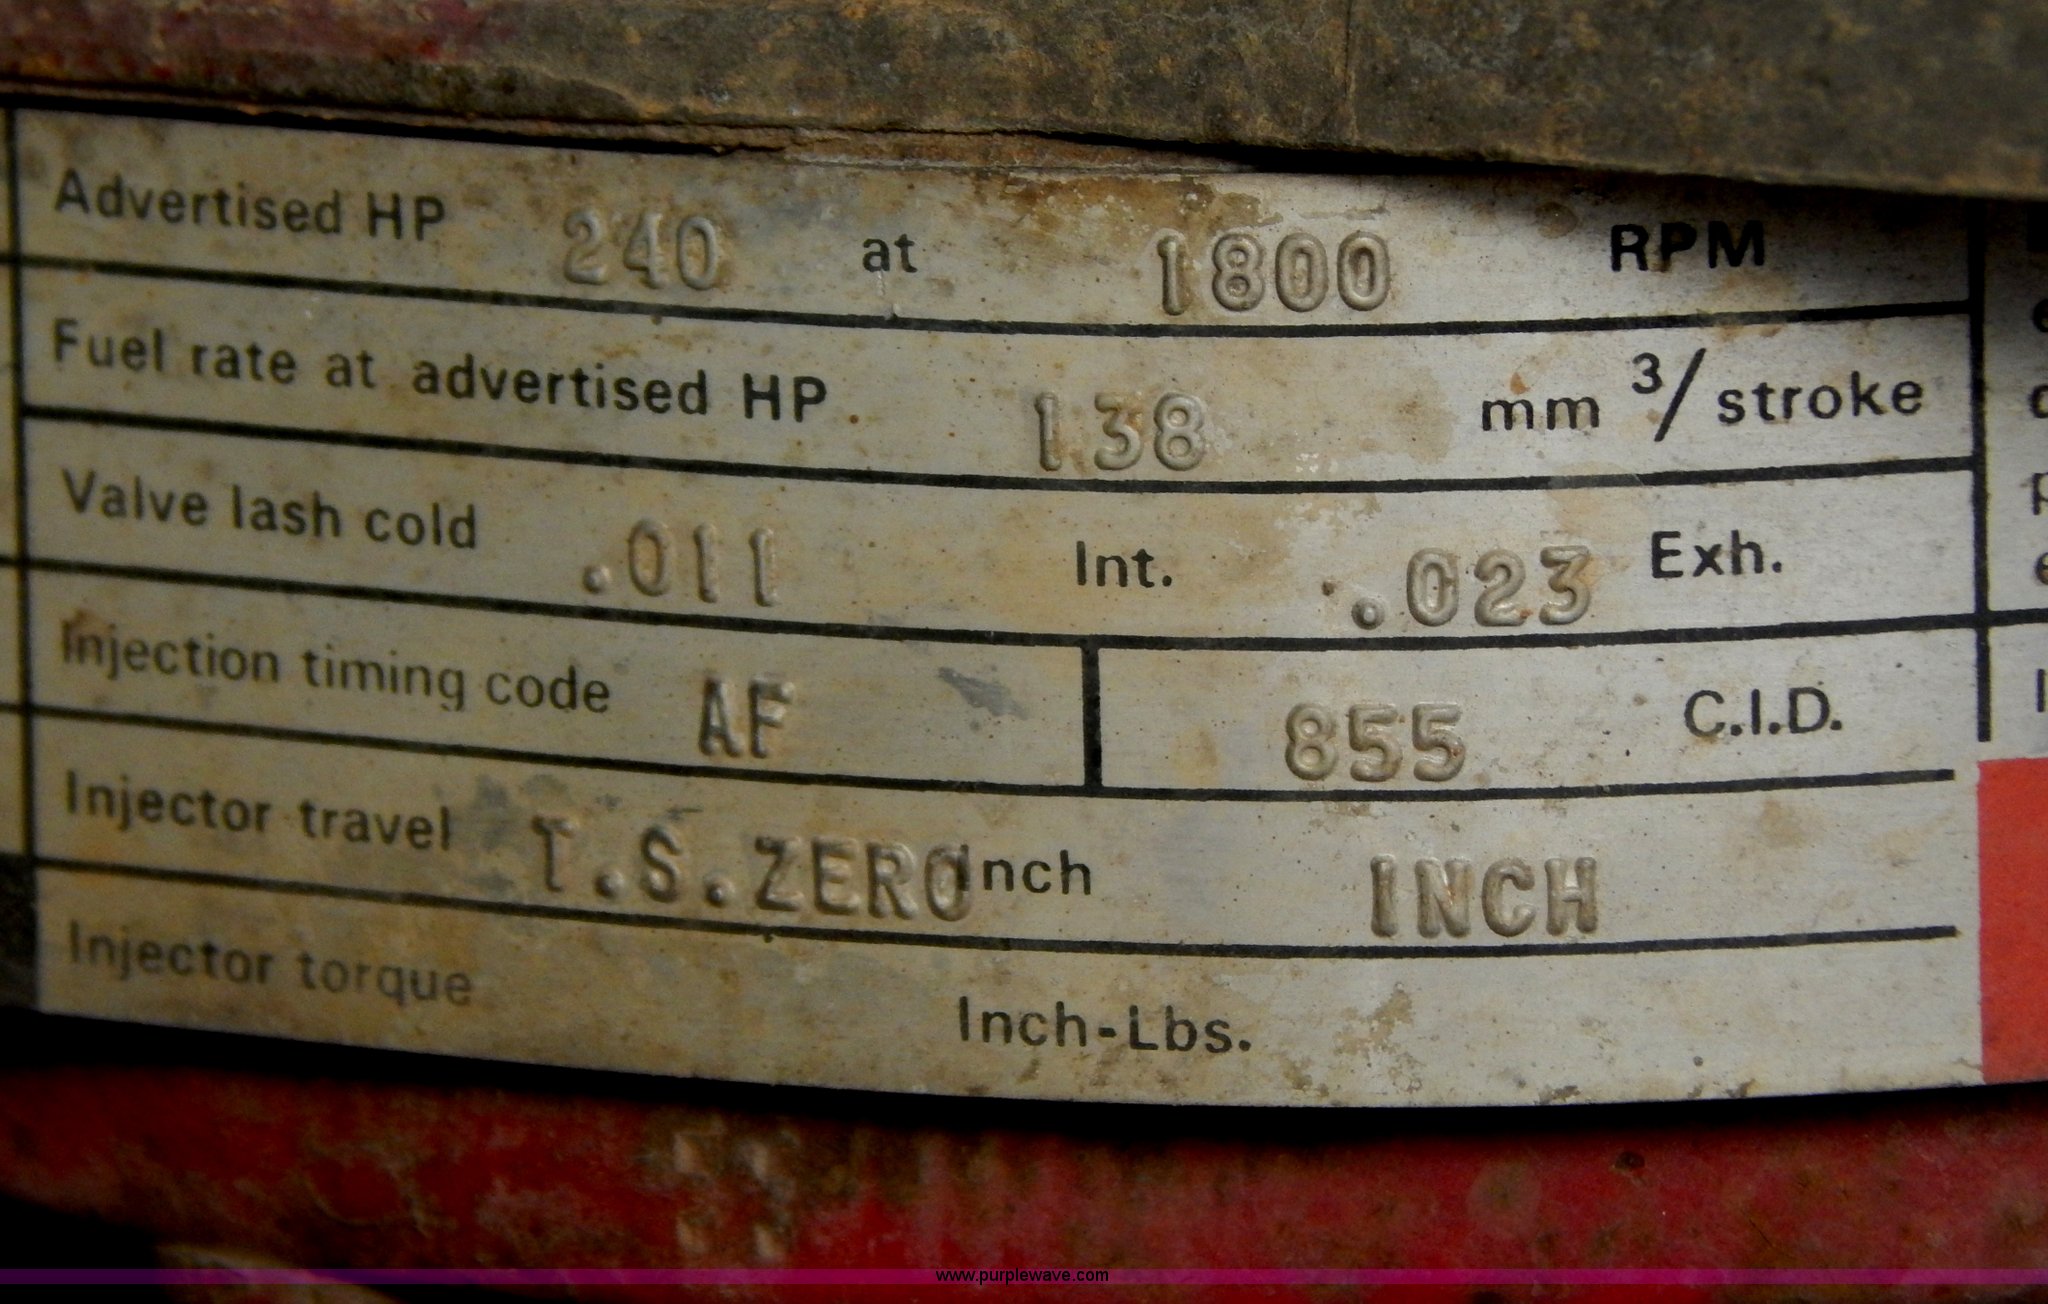 Advertised HP 240 at 1800 RPM
Fuel rate at advertised HP 138 mm 3/stroke
Valve lash cold .011 Int. .023 Exh.
Injection timing code AF 855 C.I.D.
Injector travel T.S.ZERO Inch INCH
Injector torque Inch-Lbs.
www.purplewave.com